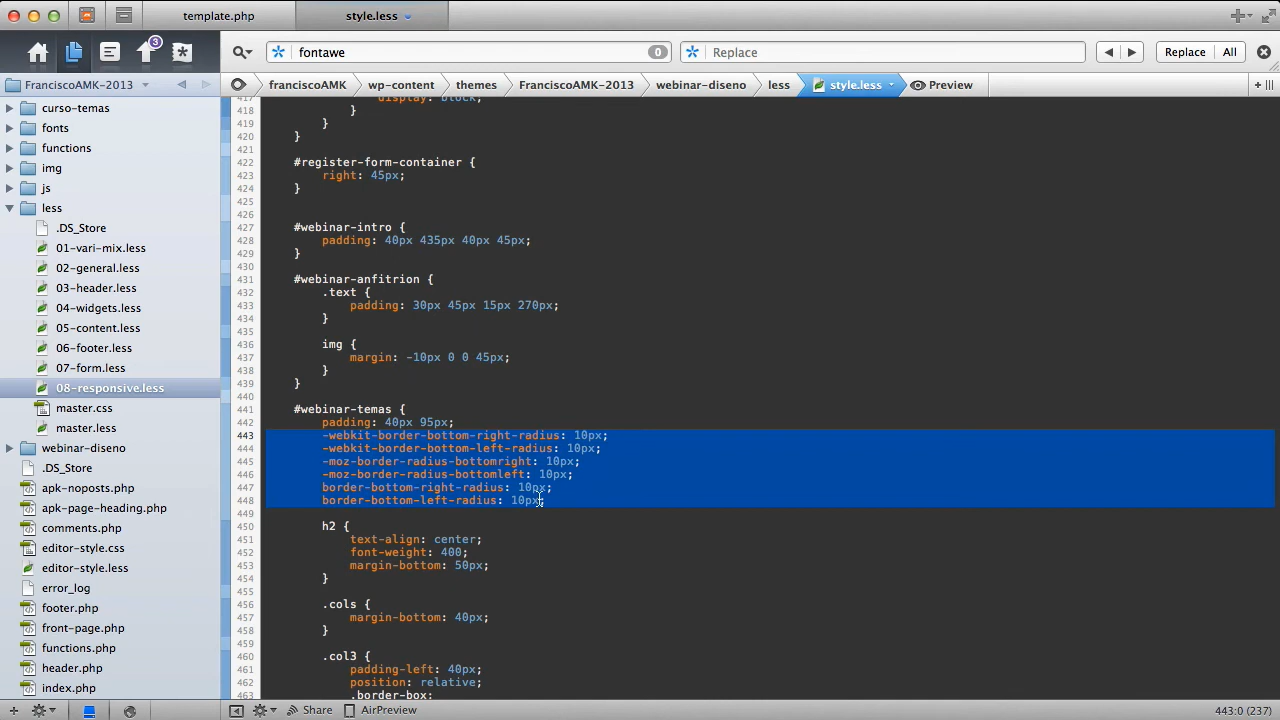 template.php
style.less
3
fontawe
0
Replace
Replace
All
FranciscoAMK-2013
franciscoAMK
wp-content
themes
FranciscoAMK-2013
webinar-diseno
less
style.less
Preview
curso-temas
fonts
functions
img
js
less
.DS_Store
01-vari-mix.less
02-general.less
03-header.less
04-widgets.less
05-content.less
06-footer.less
07-form.less
08-responsive.less
master.css
master.less
webinar-diseno
.DS_Store
apk-noposts.php
apk-page-heading.php
comments.php
editor-style.css
editor-style.less
error_log
footer.php
front-page.php
functions.php
header.php
index.php
417 display: block;
418 }
419 }
420 }
421
422 #register-form-container {
423 right: 45px;
424 }
425
426
427 #webinar-intro {
428 padding: 40px 435px 40px 45px;
429 }
430
431 #webinar-anfitrion {
432 .text {
433 padding: 30px 45px 15px 270px;
434 }
435
436 img {
437 margin: -10px 0 0 45px;
438 }
439 }
440
441 #webinar-temas {
442 padding: 40px 95px;
443 -webkit-border-bottom-right-radius: 10px;
444 -webkit-border-bottom-left-radius: 10px;
445 -moz-border-radius-bottomright: 10px;
446 -moz-border-radius-bottomleft: 10px;
447 border-bottom-right-radius: 10px;
448 border-bottom-left-radius: 10px;
449
450 h2 {
451 text-align: center;
452 font-weight: 400;
453 margin-bottom: 50px;
454 }
455
456 .cols {
457 margin-bottom: 40px;
458 }
459
460 .col3 {
461 padding-left: 40px;
462 position: relative;
463 .border-box;
Share
AirPreview
443:0 (237)